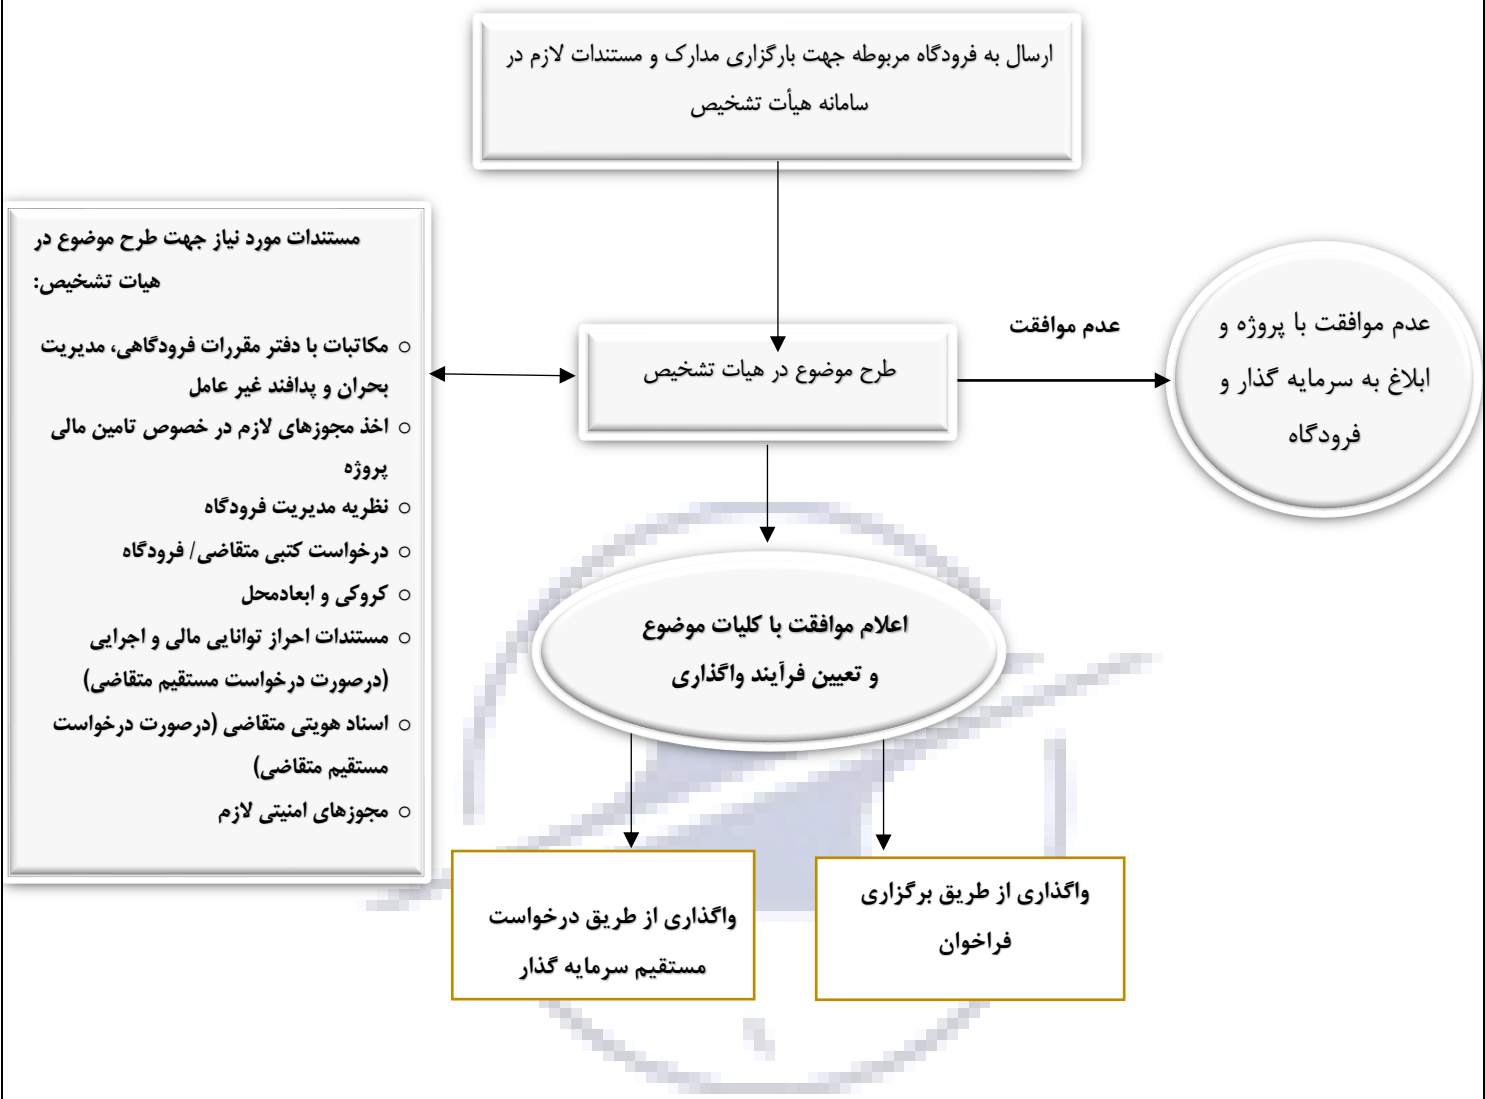 ارسال به فرودگاه مربوطه جهت بارگزاری مدارک و مستندات لازم در
سامانه هیأت تشخیص
مستندات مورد نیاز جهت طرح موضوع در
هیات تشخیص:
○ مکاتبات با دفتر مقررات فرودگاهی، مدیریت
بحران و پدافند غیر عامل
○ اخذ مجوزهای لازم در خصوص تامین مالی
پروژه
○ نظریه مدیریت فرودگاه
○ درخواست کتبی متقاضی/ فرودگاه
○ کروکی و ابعادمحل
○ مستندات احراز توانایی مالی و اجرایی
(درصورت درخواست مستقیم متقاضی)
○ اسناد هویتی متقاضی (درصورت درخواست
مستقیم متقاضی)
○ مجوزهای امنیتی لازم
طرح موضوع در هیات تشخیص
عدم موافقت
عدم موافقت با پروژه و
ابلاغ به سرمایه گذار و
فرودگاه
اعلام موافقت با کلیات موضوع
و تعیین فرآیند واگذاری
واگذاری از طریق برگزاری
فراخوان
واگذاری از طریق درخواست
مستقیم سرمایه گذار